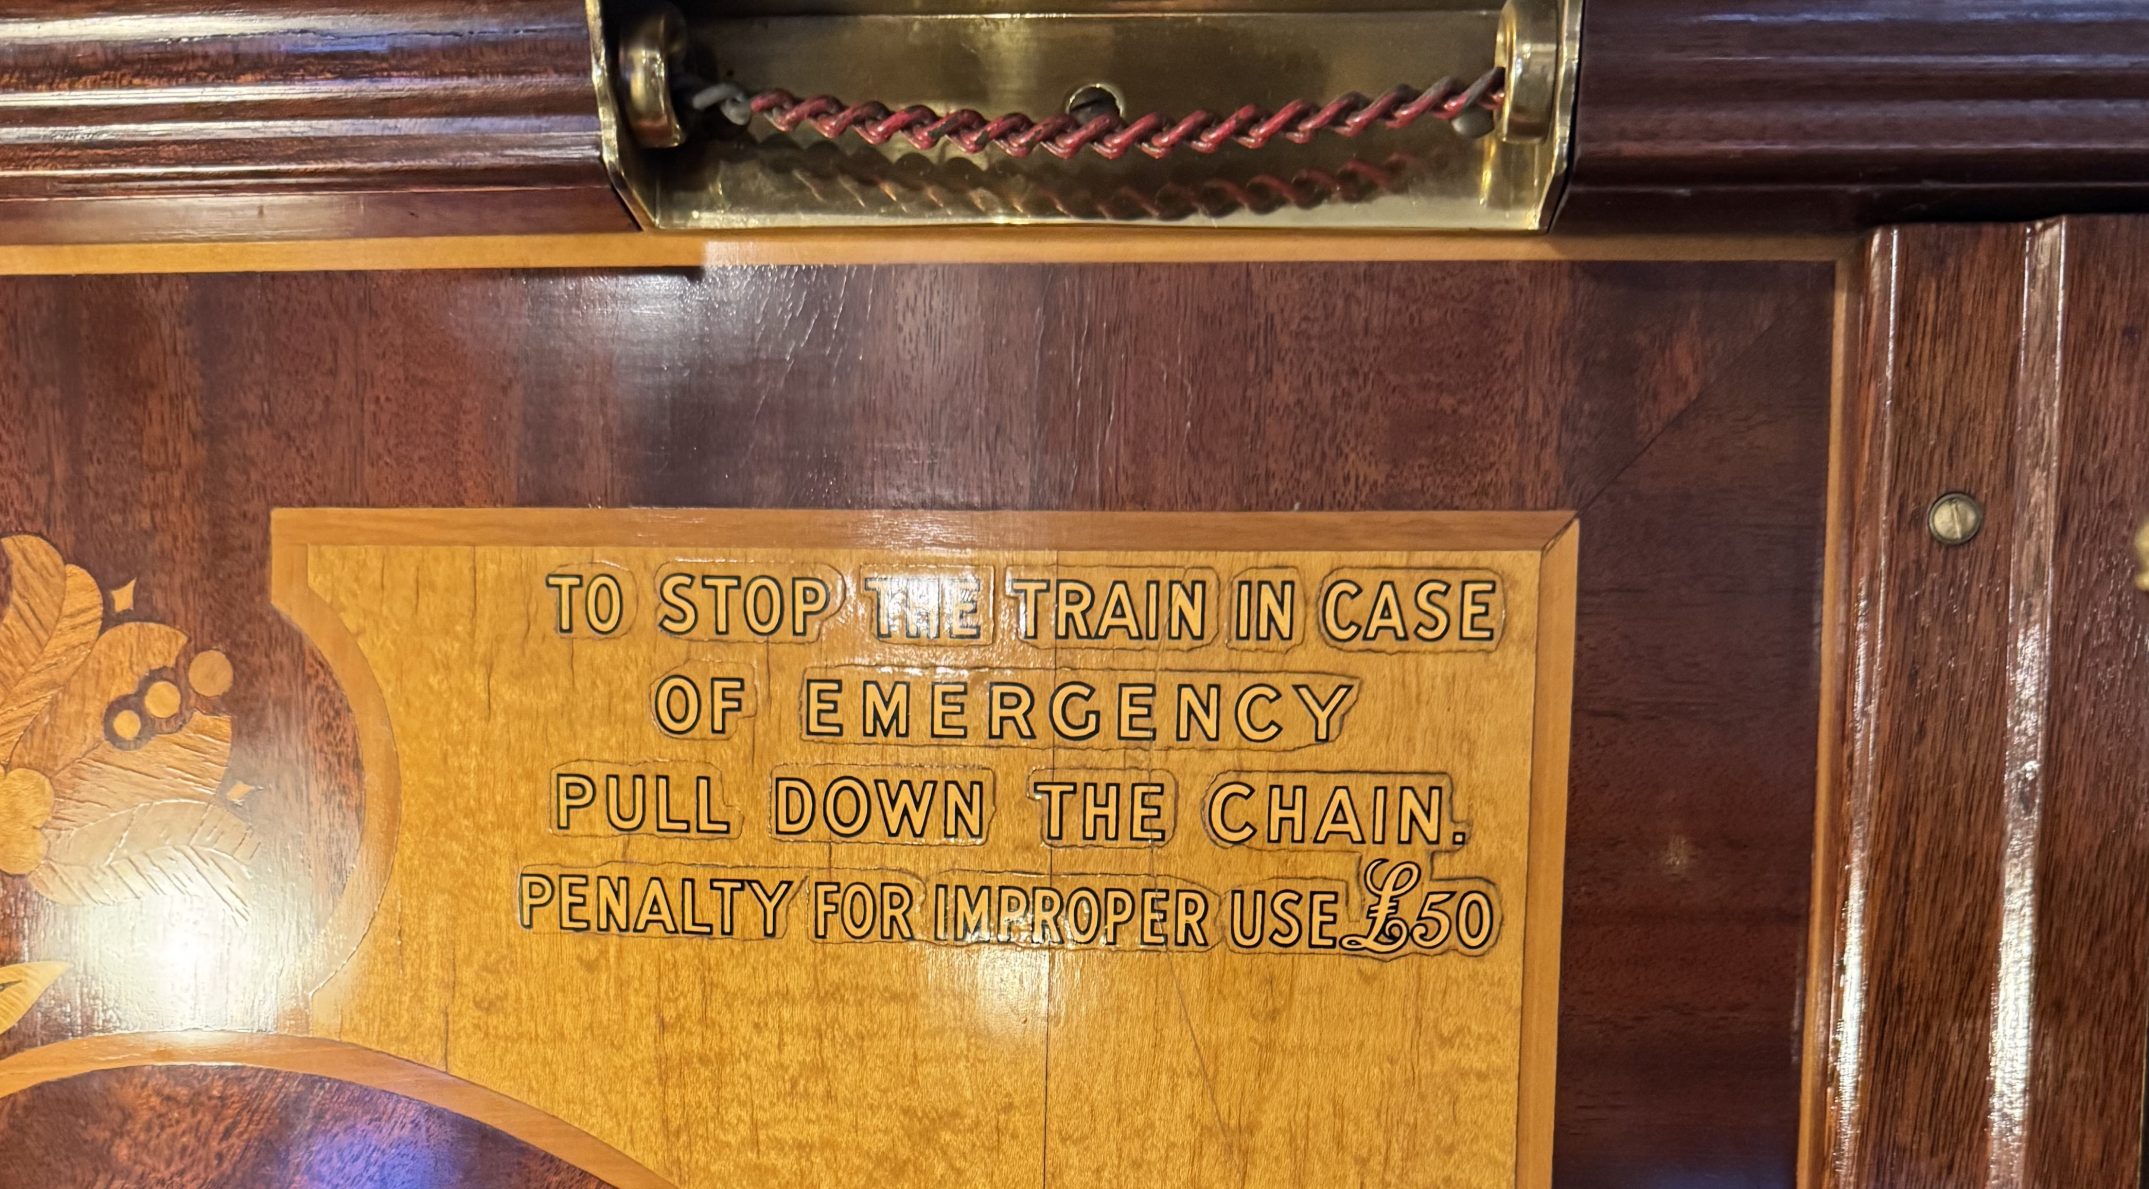 TO STOP THE TRAIN IN CASE
OF EMERGENCY
PULL DOWN THE CHAIN.
PENALTY FOR IMPROPER USE £50